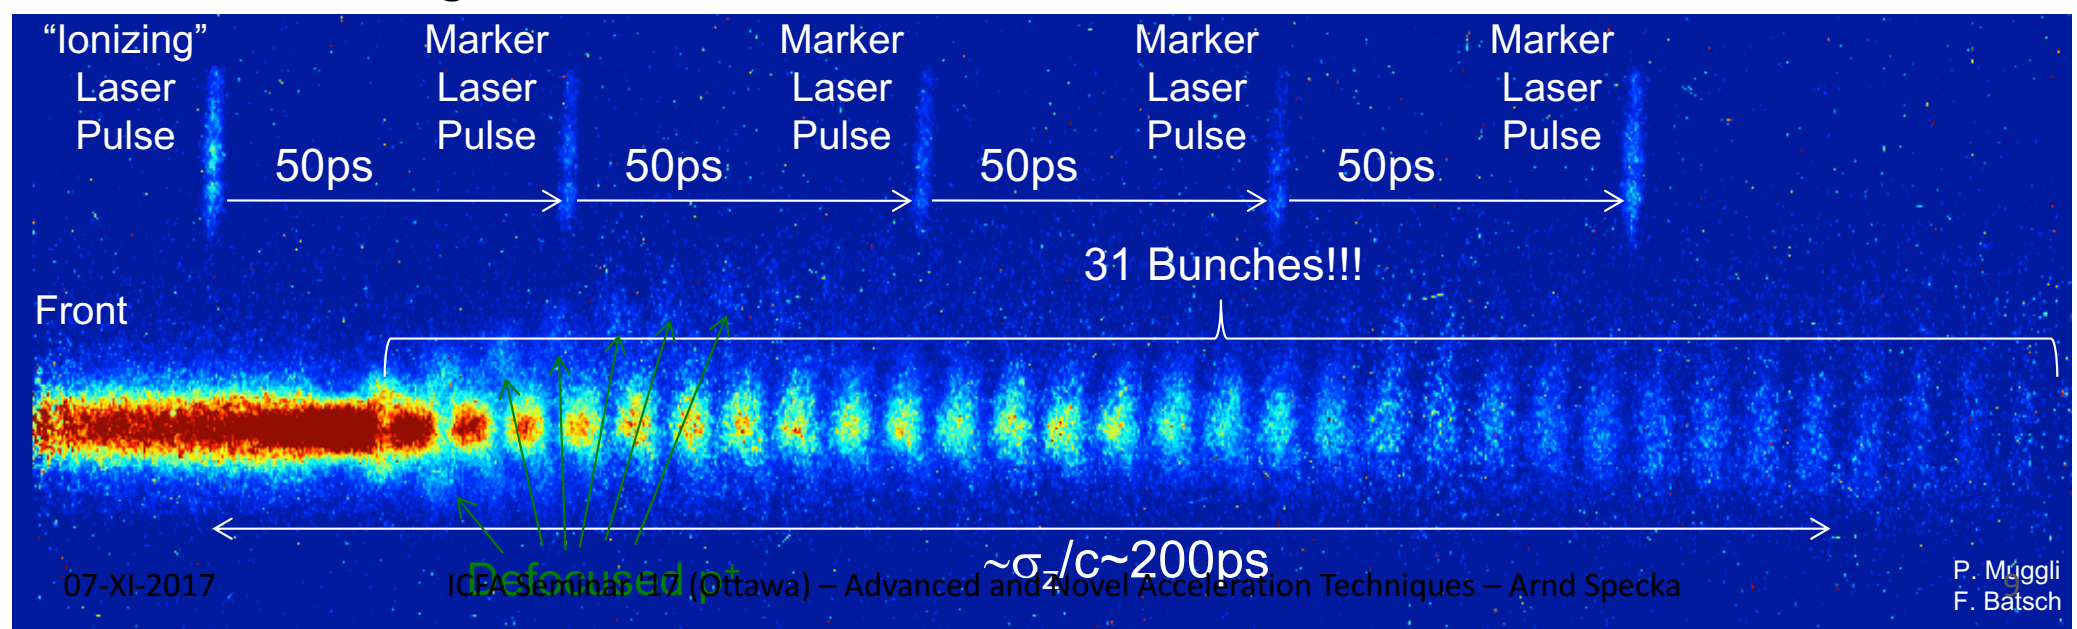 “Ionizing” Laser Pulse
Marker Laser Pulse
Marker Laser Pulse
Marker Laser Pulse
Marker Laser Pulse
50ps
50ps
50ps
50ps
31 Bunches!!!
Front
~σz/c~200ps
Defocused p⁺
07-XI-2017
ICFA Seminar '17 (Ottawa) – Advanced and Novel Acceleration Techniques – Arnd Specka
9
P. Muggli
F. Batsch